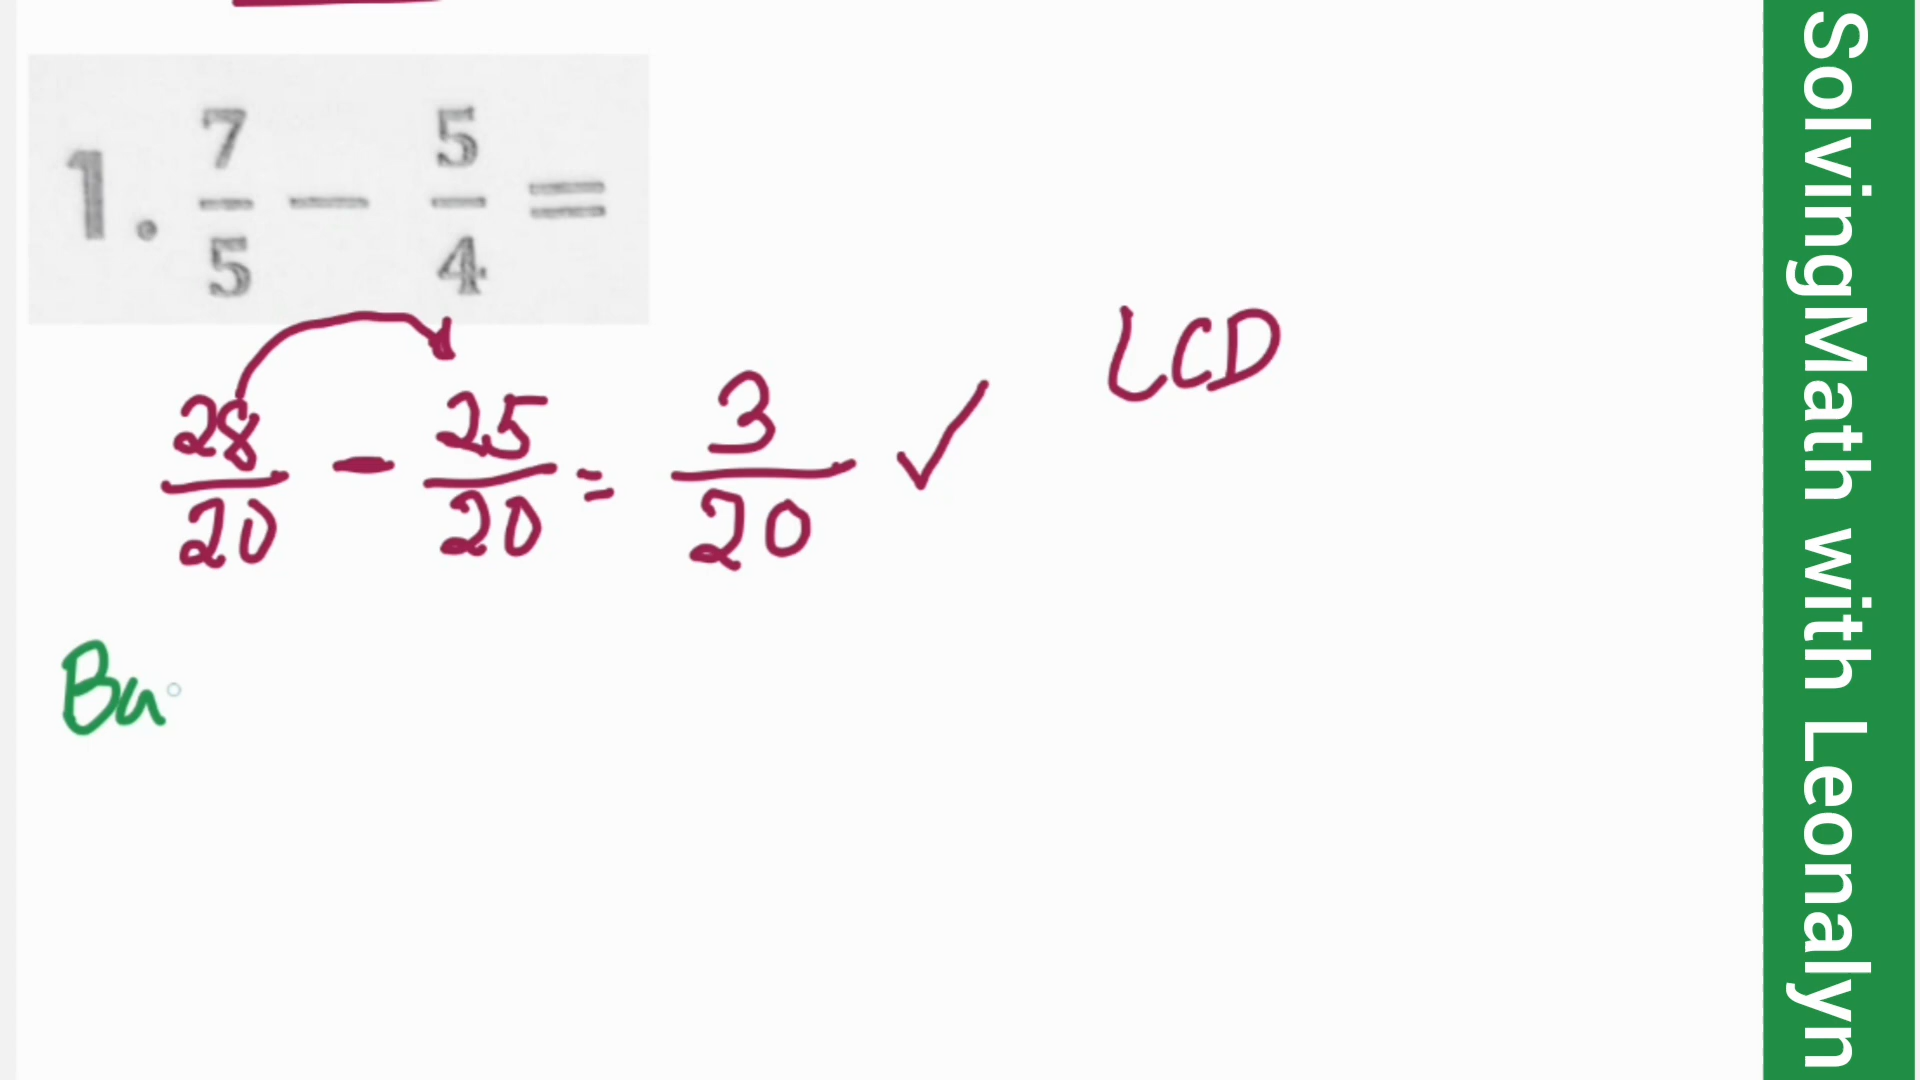 1. 7/5 − 5/4 =
LCD
28/20 - 25/20 = 3/20 ✓
Ba
SolvingMath with Leonalyn